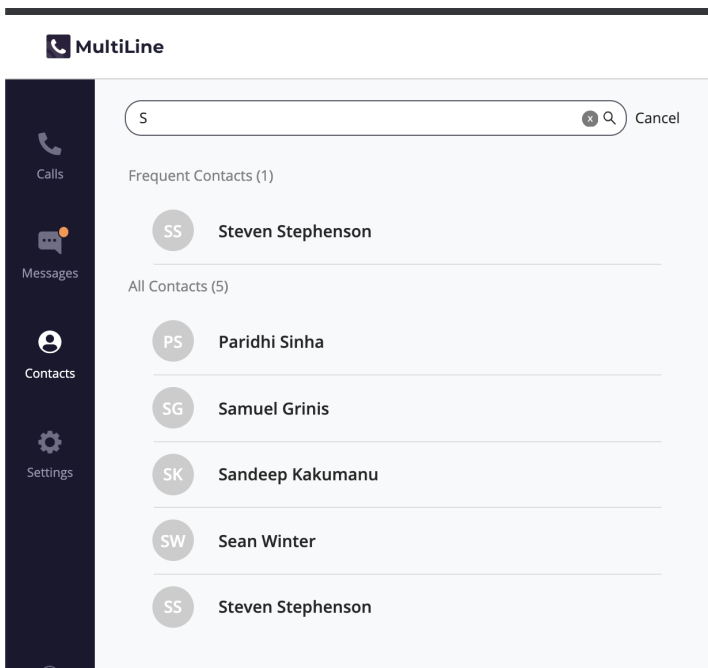 MultiLine
S
x
Cancel
Calls
Messages
Contacts
Settings
Frequent Contacts (1)
SS Steven Stephenson
All Contacts (5)
PS Paridhi Sinha
SG Samuel Grinis
SK Sandeep Kakumanu
SW Sean Winter
SS Steven Stephenson